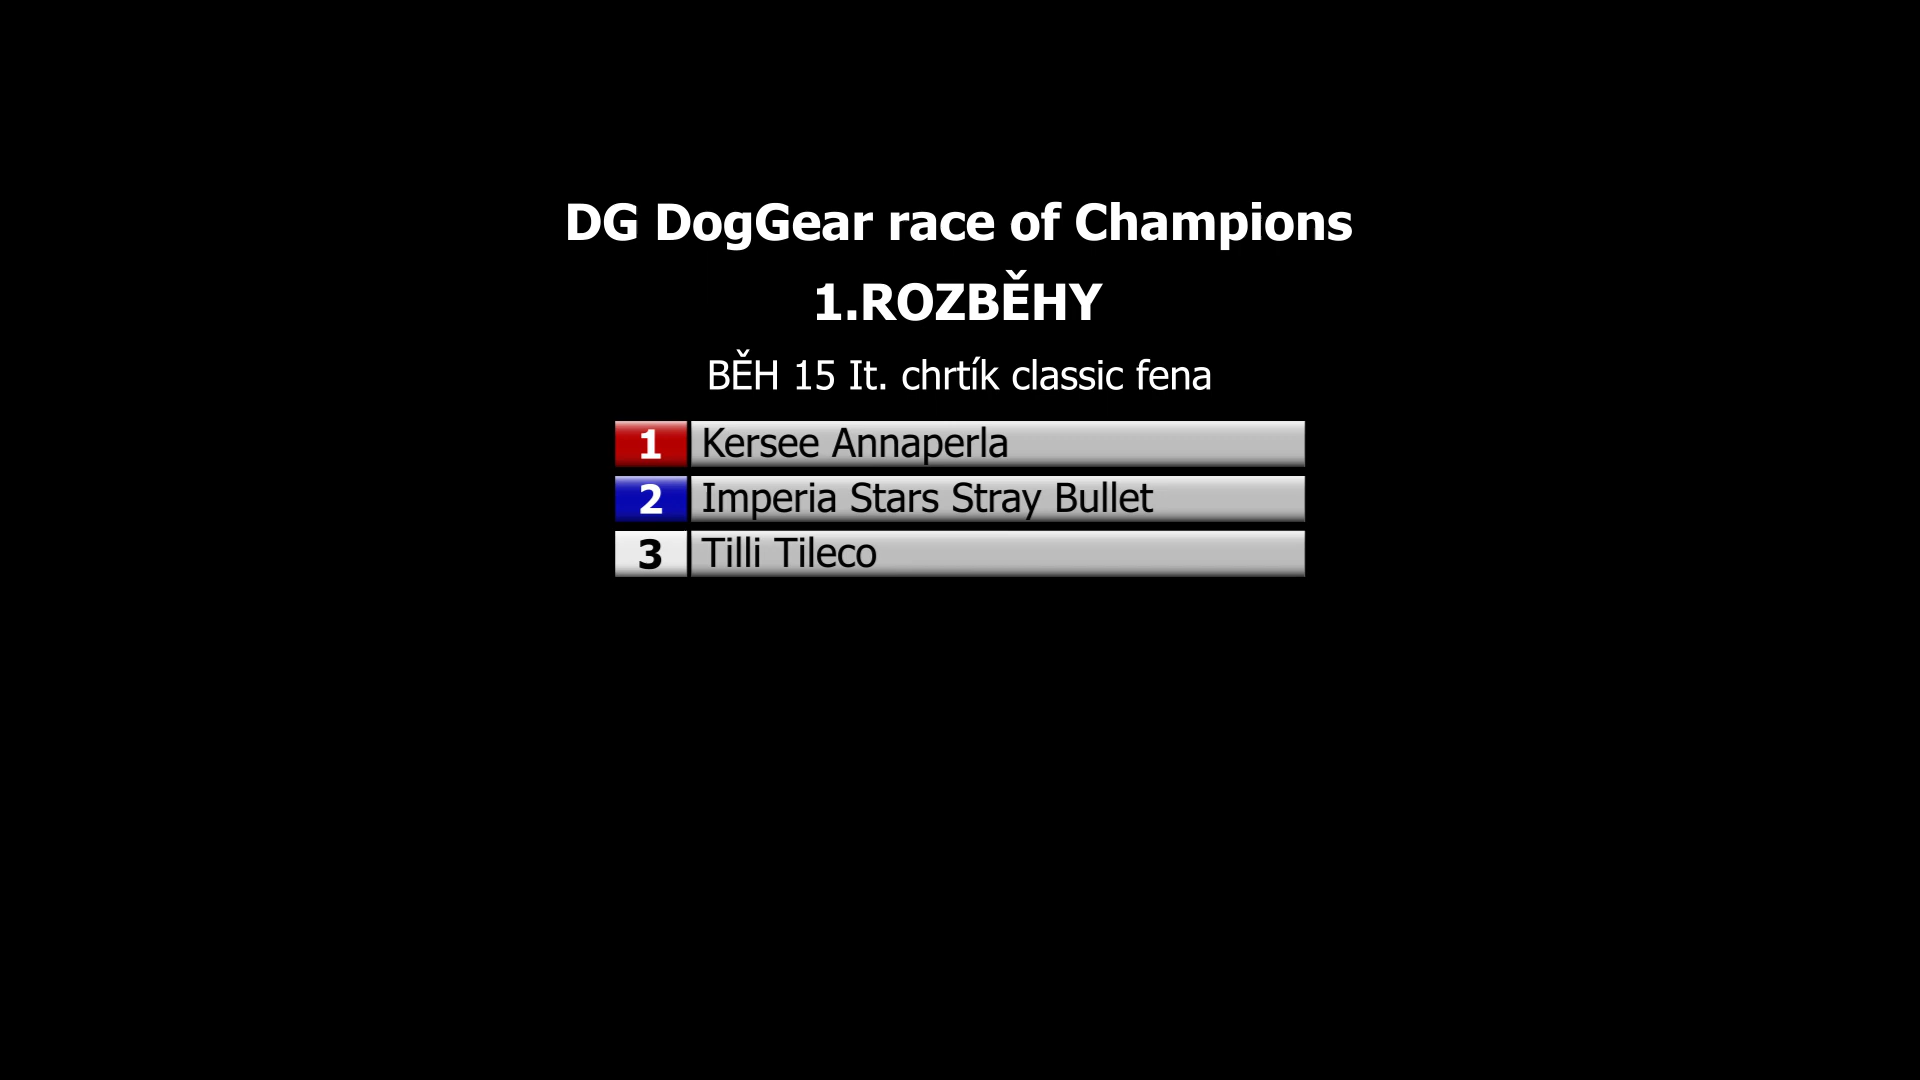 DG DogGear race of Champions
1.ROZBĚHY
BĚH 15 It. chrtík classic fena
1 Kersee Annaperla
2 Imperia Stars Stray Bullet
3 Tilli Tileco